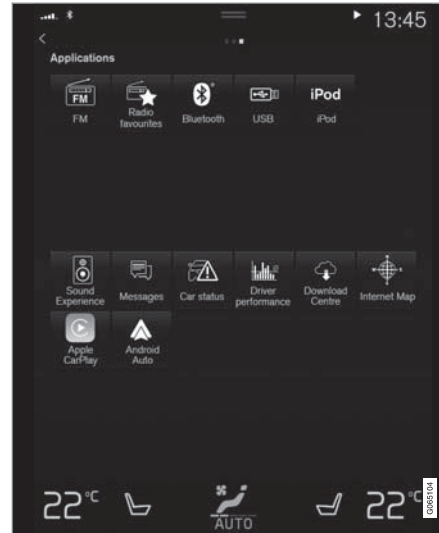 13:45
Applications
FM
iPod
FM
Radio
favourites
Bluetooth
USB
iPod
Sound
Experience
Messages
Car status
Driver
performance
Download
Centre
Internet Map
Apple
CarPlay
Android
Auto
22°C
AUTO
22°C
G065104